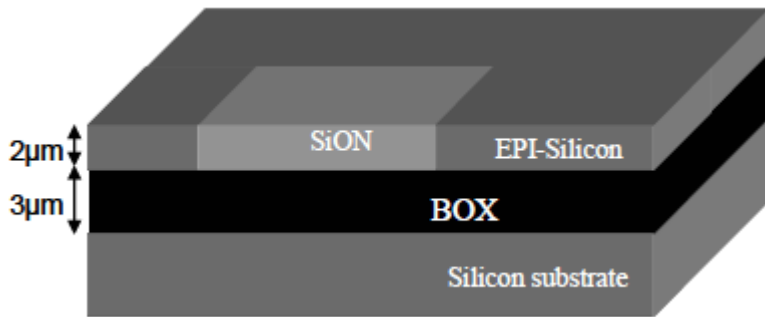 2μm
SiON
EPI-Silicon
3μm
BOX
Silicon substrate